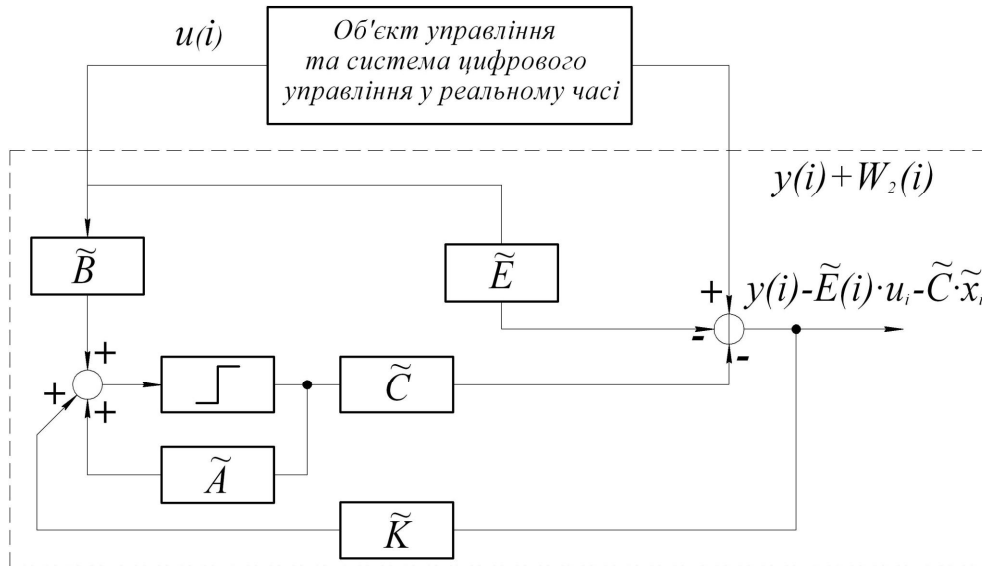 u(i)
Об'єкт управління
та система цифрового
управління у реальному часі
y(i)+W₂(i)
B̃
Ẽ
+
y(i)-Ẽ(i)·uᵢ-C̃·x̃ᵢ
-
-
+
+
+
C̃
Ã
K̃